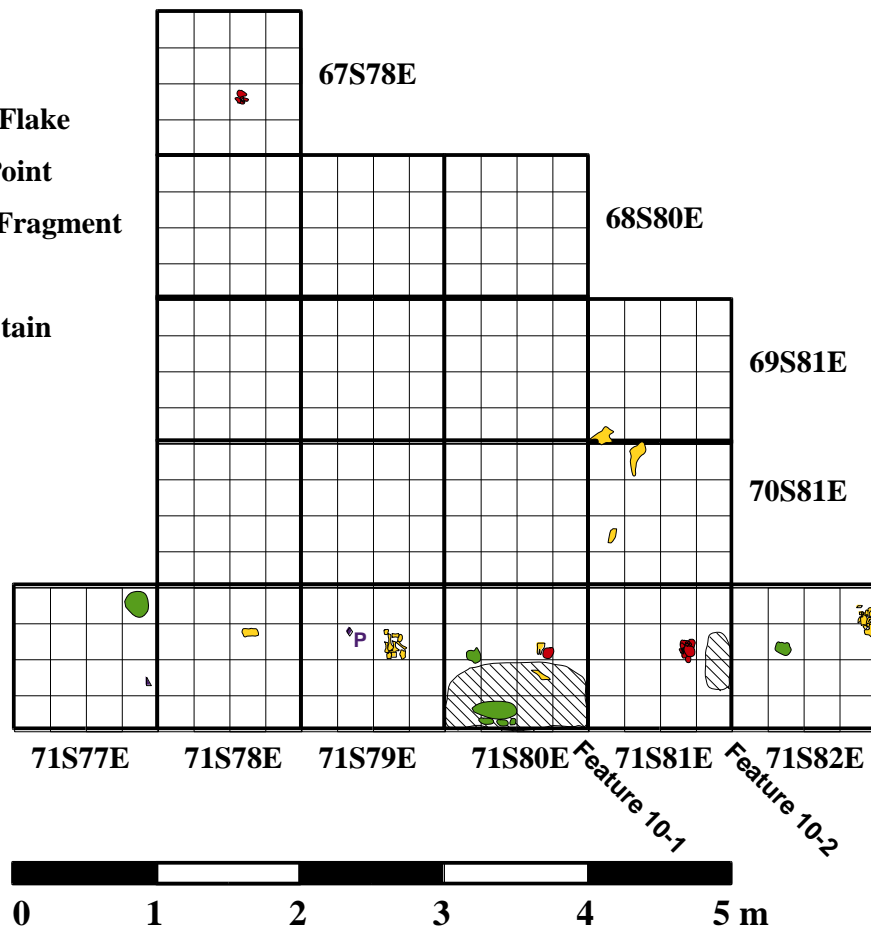 67S78E
Flake
Point
Fragment
68S80E
tain
69S81E
70S81E
P
71S77E 71S78E 71S79E 71S80E 71S81E 71S82E
Feature 10-1
Feature 10-2
0 1 2 3 4 5 m